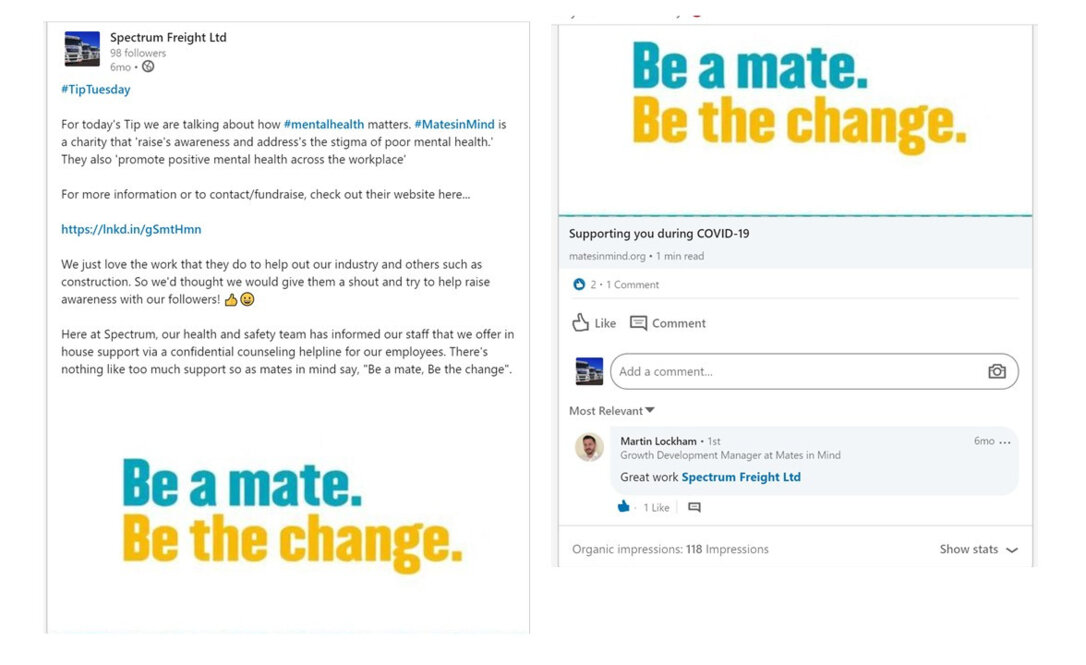 Spectrum Freight Ltd
98 followers
6mo •
#TipTuesday
For today's Tip we are talking about how #mentalhealth matters. #MatesinMind is
a charity that 'raise's awareness and address's the stigma of poor mental health.'
They also 'promote positive mental health across the workplace'
For more information or to contact/fundraise, check out their website here...
https://lnkd.in/gSmtHmn
We just love the work that they do to help out our industry and others such as
construction. So we'd thought we would give them a shout and try to help raise
awareness with our followers! 👍😀
Here at Spectrum, our health and safety team has informed our staff that we offer in
house support via a confidential counseling helpline for our employees. There's
nothing like too much support so as mates in mind say, "Be a mate, Be the change".
Be a mate.
Be the change.
Be a mate.
Be the change.
Supporting you during COVID-19
matesinmind.org • 1 min read
2 • 1 Comment
Like Comment
Add a comment...
Most Relevant
Martin Lockham • 1st 6mo ...
Growth Development Manager at Mates in Mind
Great work Spectrum Freight Ltd
· 1 Like
Organic impressions: 118 Impressions Show stats